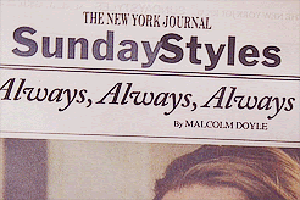 THE NEW YORK JOURNAL
SundayStyles
Always, Always, Always
By MALCOLM DOYLE